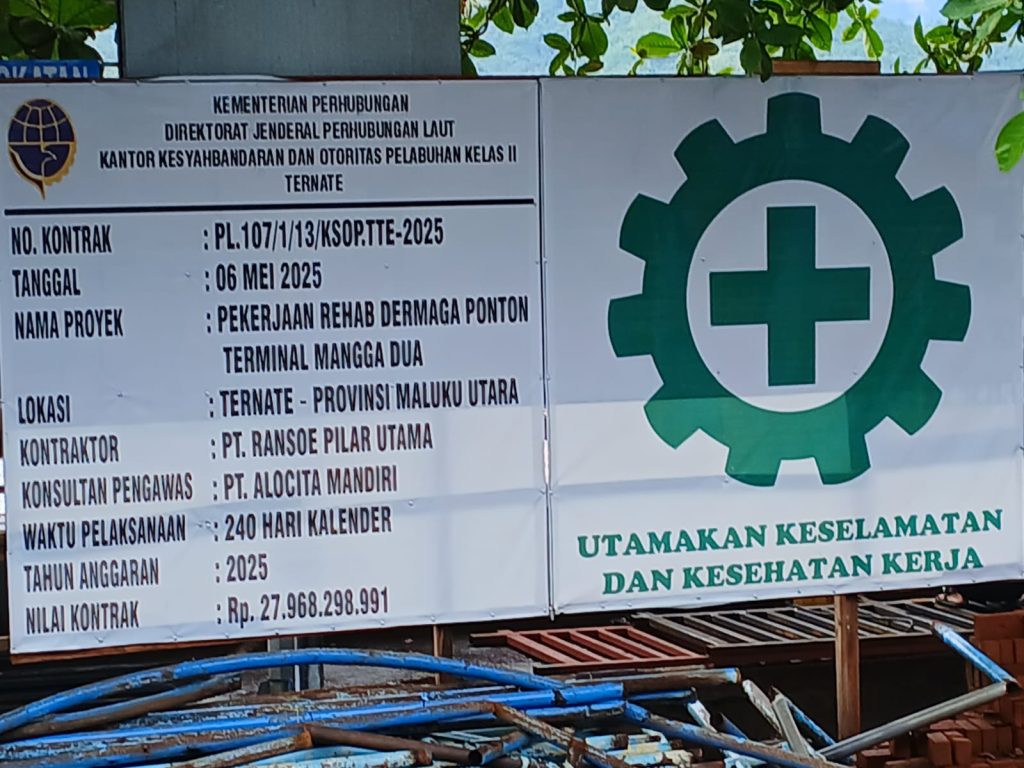 KEMENTERIAN PERHUBUNGAN
DIREKTORAT JENDERAL PERHUBUNGAN LAUT
KANTOR KESYAHBANDARAN DAN OTORITAS PELABUHAN KELAS II
TERNATE
NO. KONTRAK : PL.107/1/13/KSOP.TTE-2025
TANGGAL : 06 MEI 2025
NAMA PROYEK : PEKERJAAN REHAB DERMAGA PONTON
TERMINAL MANGGA DUA
LOKASI : TERNATE - PROVINSI MALUKU UTARA
KONTRAKTOR : PT. RANSOE PILAR UTAMA
KONSULTAN PENGAWAS : PT. ALOCITA MANDIRI
WAKTU PELAKSANAAN : 240 HARI KALENDER
TAHUN ANGGARAN : 2025
NILAI KONTRAK : Rp. 27.968.298.991
UTAMAKAN KESELAMATAN
DAN KESEHATAN KERJA